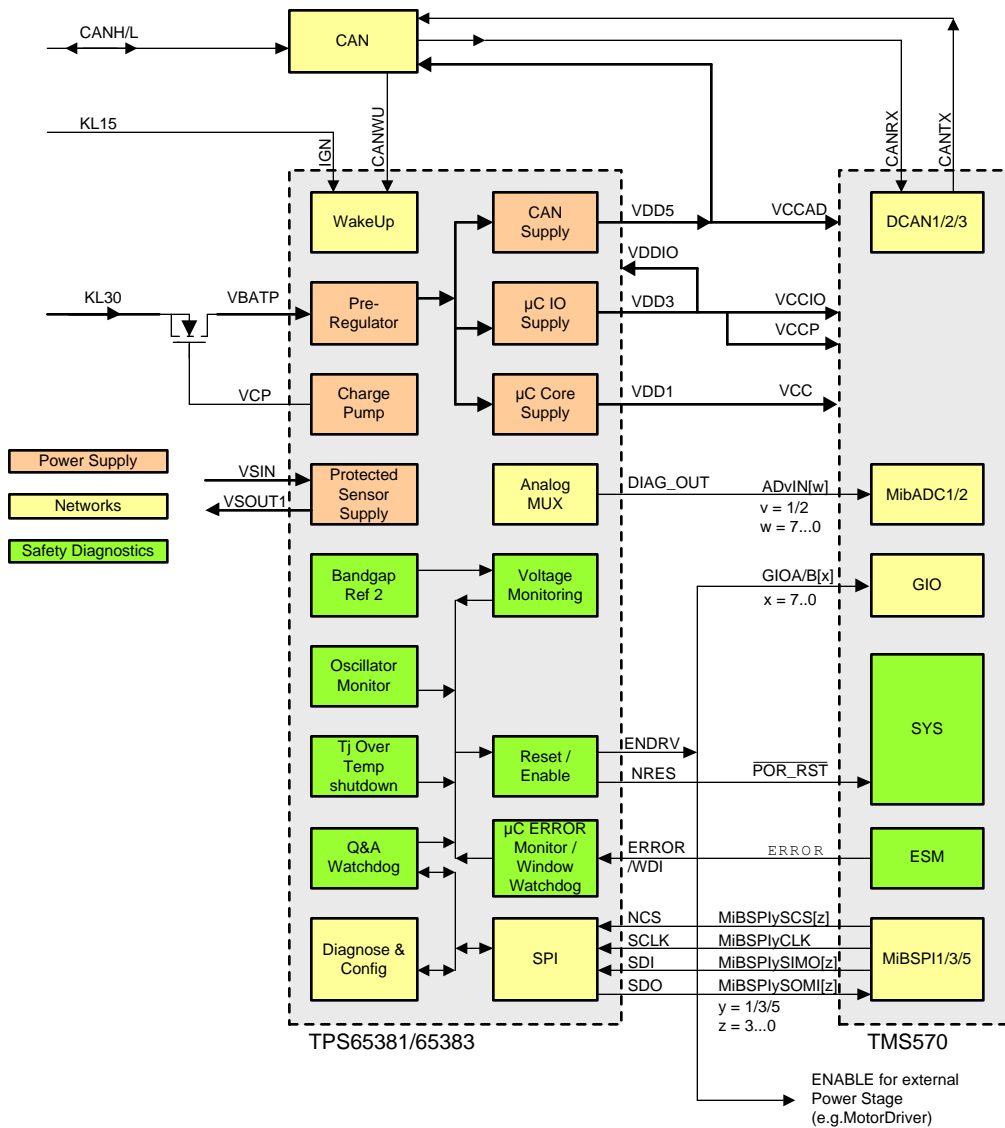 CANH/L
CAN
KL15
IGN
CANWU
CANRX
CANTX
WakeUp
CAN
Supply
VDD5
VCCAD
DCAN1/2/3
VDDIO
KL30
VBATP
Pre-
Regulator
µC IO
Supply
VDD3
VCCIO
VCCP
VCP
Charge
Pump
µC Core
Supply
VDD1
VCC
Power Supply
Networks
Safety Diagnostics
VSIN
VSOUT1
Protected
Sensor
Supply
Analog
MUX
DIAG_OUT
ADvIN[w]
v = 1/2
w = 7...0
MibADC1/2
Bandgap
Ref 2
Voltage
Monitoring
GIOA/B[x]
x = 7..0
GIO
Oscillator
Monitor
SYS
Tj Over
Temp
shutdown
Reset /
Enable
ENDRV
NRES
POR_RST
Q&A
Watchdog
µC ERROR
Monitor /
Window
Watchdog
ERROR
/WDI
ERROR
ESM
Diagnose &
Config
SPI
NCS
MiBSPIySCS[z]
SCLK
MiBSPIyCLK
SDI
MiBSPIySIMO[z]
SDO
MiBSPIySOMI[z]
y = 1/3/5
z = 3...0
MiBSPI1/3/5
TPS65381/65383
TMS570
ENABLE for external
Power Stage
(e.g.MotorDriver)